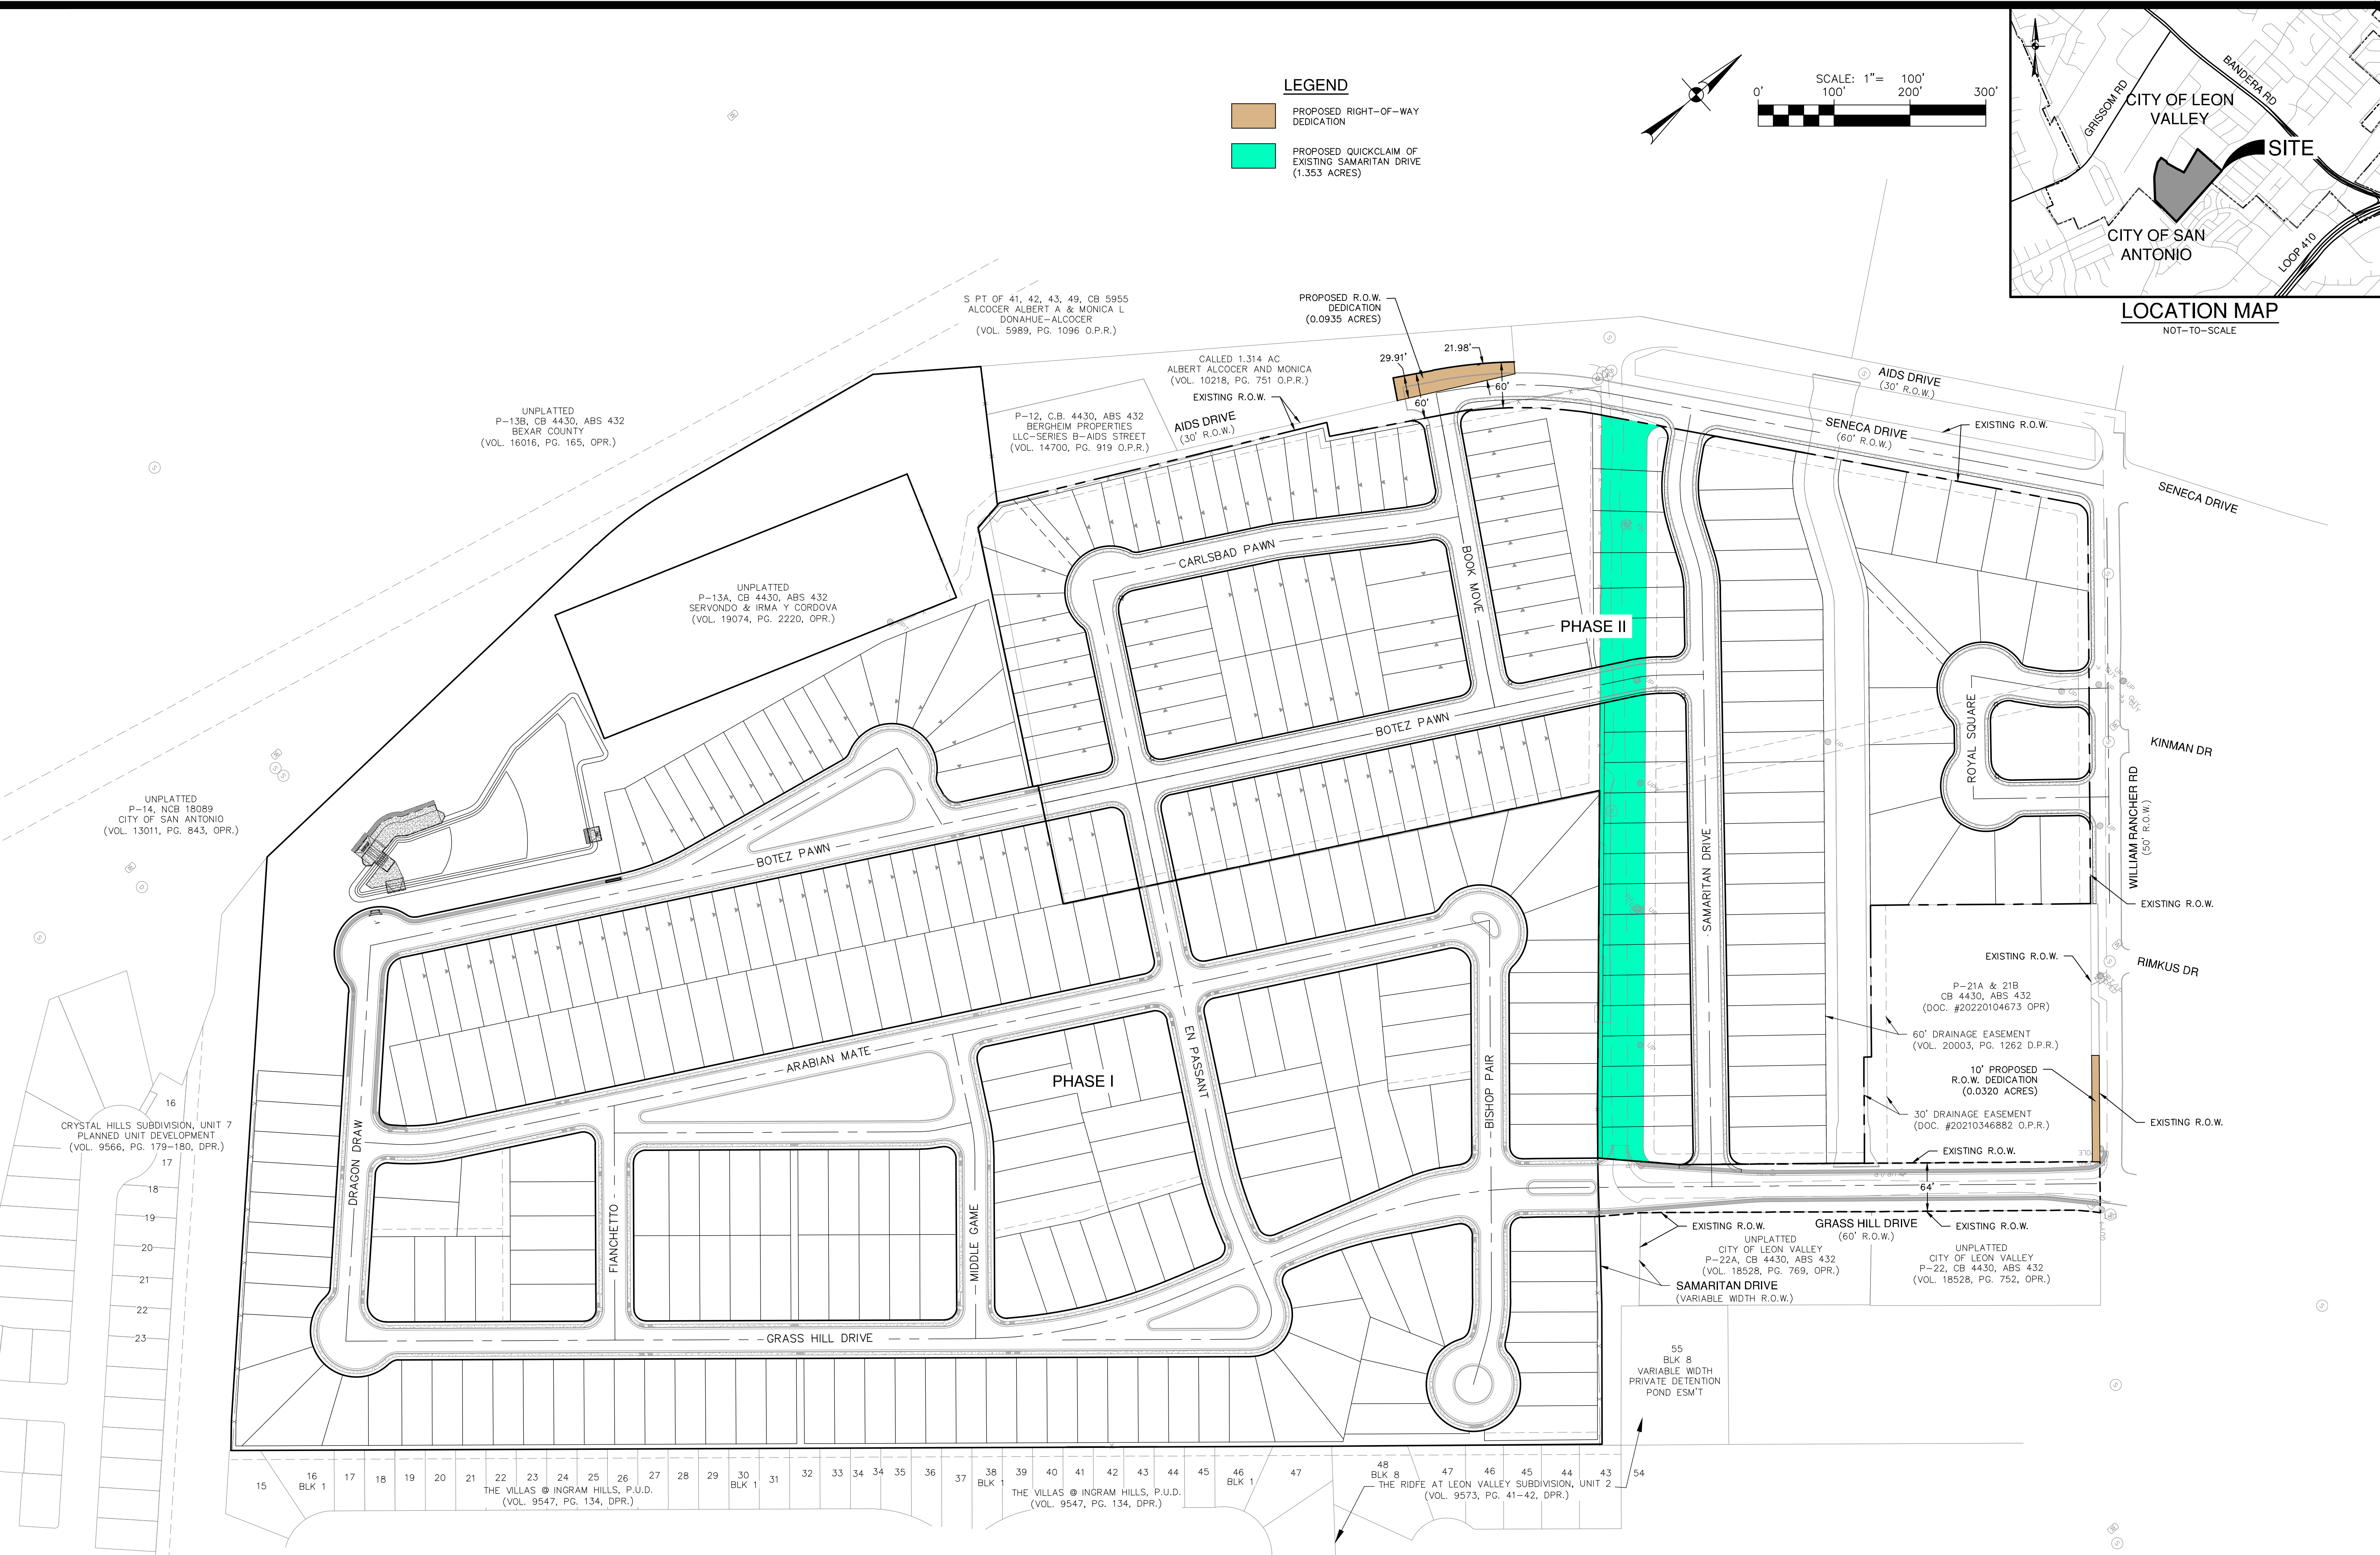 LEGEND
PROPOSED RIGHT-OF-WAY
DEDICATION
PROPOSED QUICKCLAIM OF
EXISTING SAMARITAN DRIVE
(1.353 ACRES)
SCALE: 1"= 100'
0'
100'
200'
300'
BANDERA RD
GRISSOM RD
CITY OF LEON
VALLEY
SITE
CITY OF SAN
ANTONIO
LOOP 410
LOCATION MAP
NOT-TO-SCALE
S PT OF 41, 42, 43, 49, CB 5955
ALCOCER ALBERT A & MONICA L
DONAHUE-ALCOCER
(VOL. 5989, PG. 1096 O.P.R.)
PROPOSED R.O.W.
DEDICATION
(0.0935 ACRES)
29.91'
21.98'
60'
60'
CALLED 1.314 AC
ALBERT ALCOCER AND MONICA
(VOL. 10218, PG. 751 O.P.R.)
EXISTING R.O.W.
AIDS DRIVE
(30' R.O.W.)
AIDS DRIVE
(30' R.O.W.)
P-12, C.B. 4430, ABS 432
BERGHEIM PROPERTIES
LLC-SERIES B-AIDS STREET
(VOL. 14700, PG. 919 O.P.R.)
UNPLATTED
P-13B, CB 4430, ABS 432
BEXAR COUNTY
(VOL. 16016, PG. 165, OPR.)
SENECA DRIVE
(60' R.O.W.)
EXISTING R.O.W.
SENECA DRIVE
UNPLATTED
P-13A, CB 4430, ABS 432
SERVONDO & IRMA Y CORDOVA
(VOL. 19074, PG. 2220, OPR.)
CARLSBAD PAWN
BOOK MOVE
PHASE II
BOTEZ PAWN
ROYAL SQUARE
KINMAN DR
WILLIAM RANCHER RD
(50' R.O.W.)
UNPLATTED
P-14, NCB 18089
CITY OF SAN ANTONIO
(VOL. 13011, PG. 843, OPR.)
BOTEZ PAWN
SAMARITAN DRIVE
EXISTING R.O.W.
EXISTING R.O.W.
RIMKUS DR
P-21A & 21B
CB 4430, ABS 432
(DOC. #20220104673 OPR)
60' DRAINAGE EASEMENT
(VOL. 20003, PG. 1262 D.P.R.)
10' PROPOSED
R.O.W. DEDICATION
(0.0320 ACRES)
30' DRAINAGE EASEMENT
(DOC. #20210346882 O.P.R.)
EXISTING R.O.W.
EXISTING R.O.W.
ARABIAN MATE
EN PASSANT
PHASE I
BISHOP PAIR
DRAGON DRAW
FIANCHETTO
MIDDLE GAME
GRASS HILL DRIVE
16
CRYSTAL HILLS SUBDIVISION, UNIT 7
PLANNED UNIT DEVELOPMENT
(VOL. 9566, PG. 179-180, DPR.)
17
18
19
20
21
22
23
64'
EXISTING R.O.W.
GRASS HILL DRIVE
(60' R.O.W.)
EXISTING R.O.W.
UNPLATTED
CITY OF LEON VALLEY
P-22A, CB 4430, ABS 432
(VOL. 18528, PG. 769, OPR.)
UNPLATTED
CITY OF LEON VALLEY
P-22, CB 4430, ABS 432
(VOL. 18528, PG. 752, OPR.)
SAMARITAN DRIVE
(VARIABLE WIDTH R.O.W.)
55
BLK 8
VARIABLE WIDTH
PRIVATE DETENTION
POND ESM'T
15
16
BLK 1
17
18
19
20
21
22
23
24
25
26
27
28
29
30
BLK 1
31
32
33
34
34
35
36
37
38
BLK 1
39
40
41
42
43
44
45
46
BLK 1
47
48
BLK 8
47
46
45
44
43
54
THE VILLAS @ INGRAM HILLS, P.U.D.
(VOL. 9547, PG. 134, DPR.)
THE VILLAS @ INGRAM HILLS, P.U.D.
(VOL. 9547, PG. 134, DPR.)
THE RIDFE AT LEON VALLEY SUBDIVISION, UNIT 2
(VOL. 9573, PG. 41-42, DPR.)